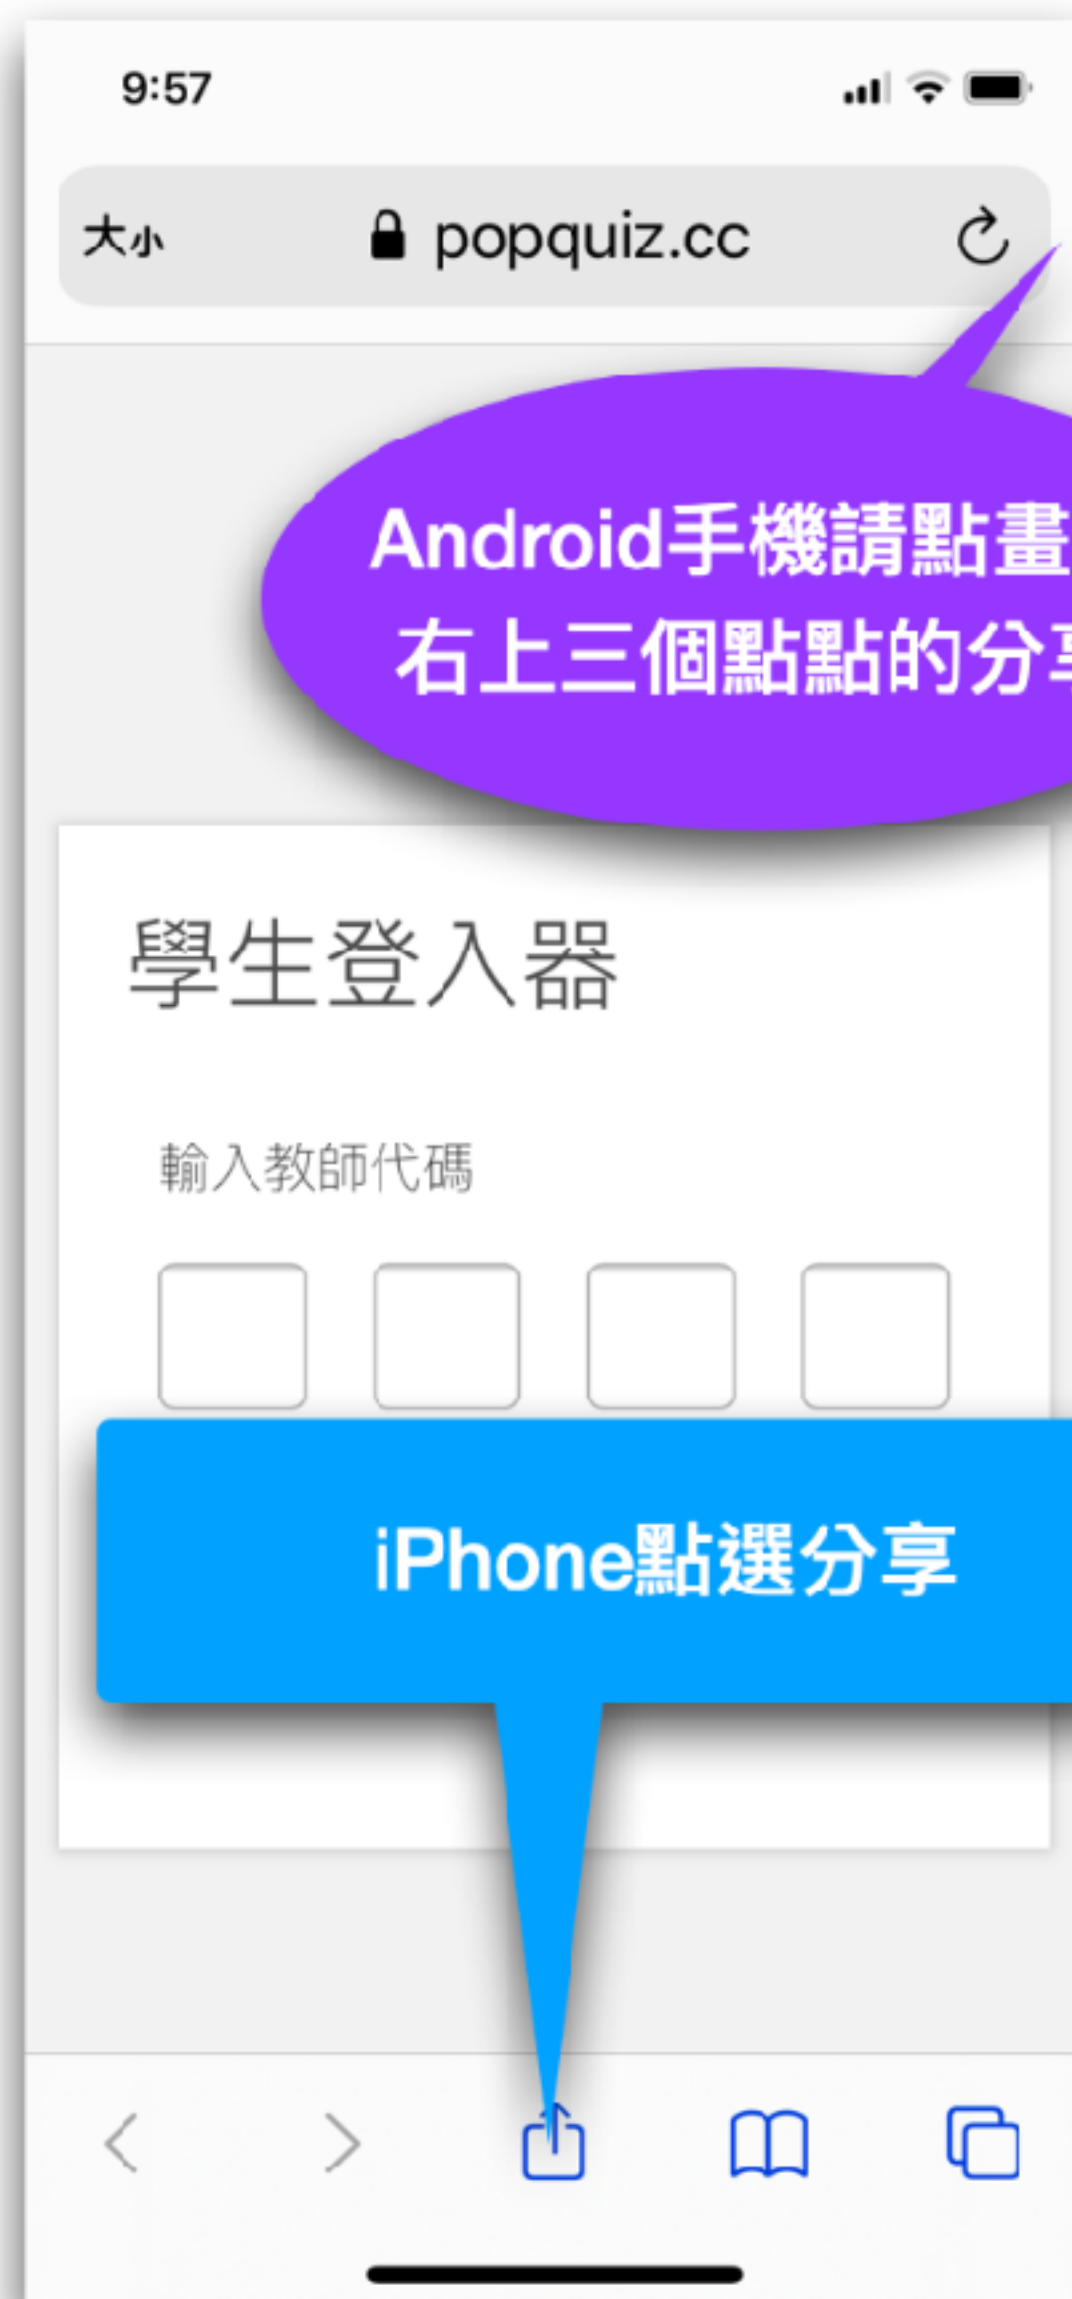 9:57
大小 popquiz.cc
Android手機請點畫
右上三個點點的分享
學生登入器
輸入教師代碼
iPhone點選分享